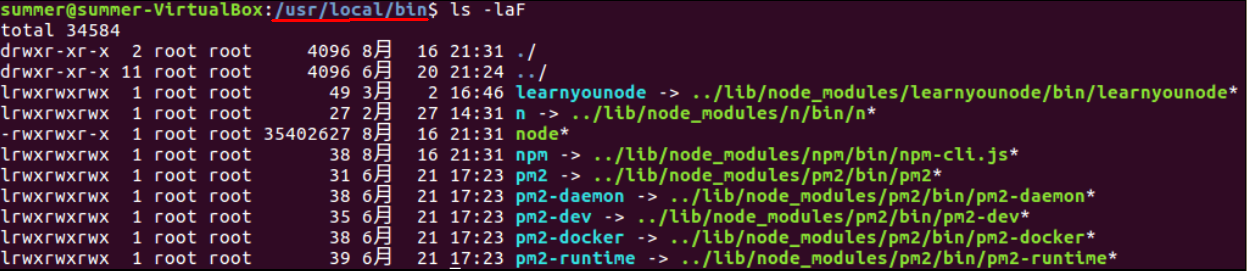 summer@summer-VirtualBox:/usr/local/bin$ ls -laF
total 34584
drwxr-xr-x  2 root root     4096 8月  16 21:31 ./
drwxr-xr-x 11 root root     4096 6月  20 21:24 ../
lrwxrwxrwx  1 root root       49 3月   2 16:46 learnyounode -> ../lib/node_modules/learnyounode/bin/learnyounode*
lrwxrwxrwx  1 root root       27 2月  27 14:31 n -> ../lib/node_modules/n/bin/n*
-rwxrwxr-x  1 root root 35402627 8月  16 21:31 node*
lrwxrwxrwx  1 root root       38 8月  16 21:31 npm -> ../lib/node_modules/npm/bin/npm-cli.js*
lrwxrwxrwx  1 root root       31 6月  21 17:23 pm2 -> ../lib/node_modules/pm2/bin/pm2*
lrwxrwxrwx  1 root root       38 6月  21 17:23 pm2-daemon -> ../lib/node_modules/pm2/bin/pm2-daemon*
lrwxrwxrwx  1 root root       35 6月  21 17:23 pm2-dev -> ../lib/node_modules/pm2/bin/pm2-dev*
lrwxrwxrwx  1 root root       38 6月  21 17:23 pm2-docker -> ../lib/node_modules/pm2/bin/pm2-docker*
lrwxrwxrwx  1 root root       39 6月  21 17:23 pm2-runtime -> ../lib/node_modules/pm2/bin/pm2-runtime*